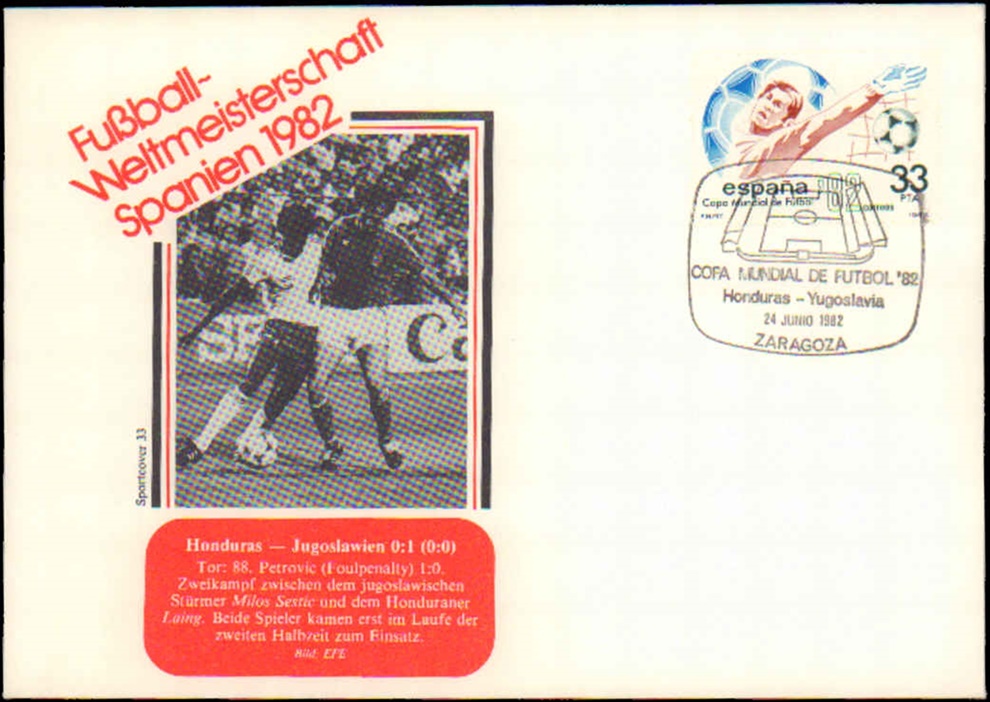 Fußball-
Weltmeisterschaft
Spanien 1982
Sportcover 33
Honduras — Jugoslawien 0:1 (0:0)
Tor: 88. Petrovic (Foulpenalty) 1:0.
Zweikampf zwischen dem jugoslawischen
Stürmer Milos Sestic und dem Honduraner
Laing. Beide Spieler kamen erst im Laufe der
zweiten Halbzeit zum Einsatz.
Bild: EFE
33
PTA
españa 82
Copa Mundial de Futbol
CORREOS
COPA MUNDIAL DE FUTBOL '82
Honduras – Yugoslavia
24 JUNIO 1982
ZARAGOZA